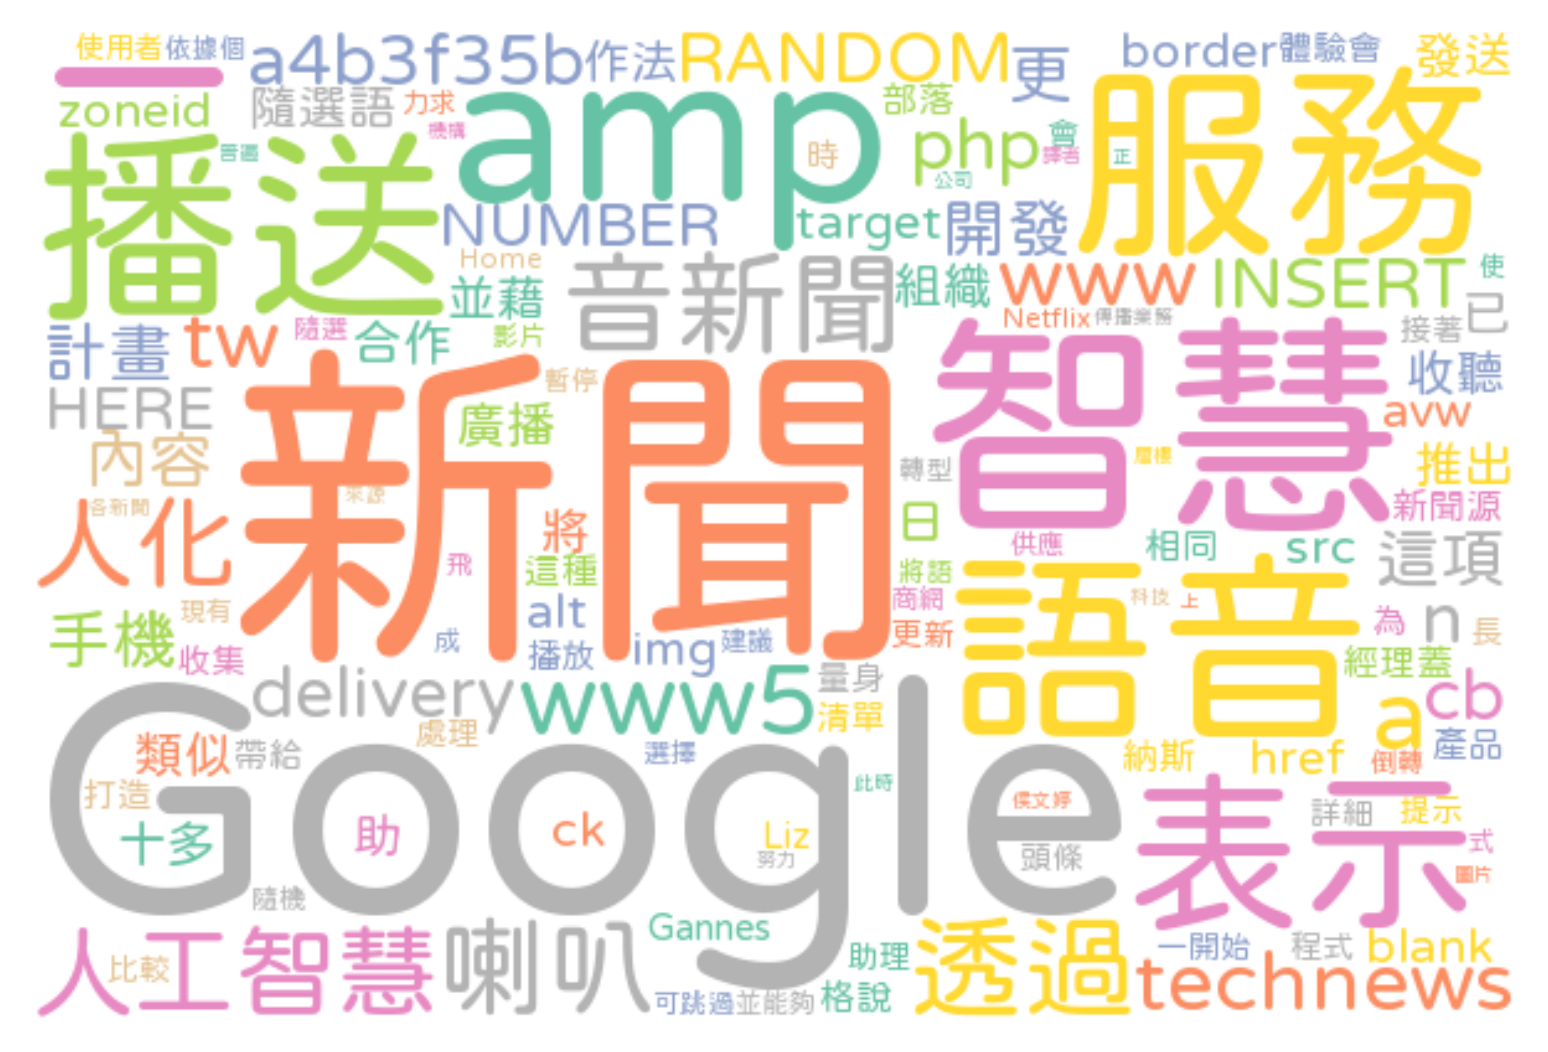 使用者 依據個 a4b3f35b 作法 RANDOM 更 border 體驗會 發送
zoneid 隨選語 力求 amp 部落 服務
播送 普遍 機構 時 php 會 譯者 正
公司
NUMBER target 開發
Home 並藉 音新聞 組織 www INSERT 使
計畫 tw 隨選 合作 影片 Netflix 傳播業務 接著 已
HERE 新聞 暫停 智慧 收聽
廣播 avw
內容 轉型 層樓 推出
各新聞 來源 新聞源
人化 將 日 供應 相同 src 這項
飛 這種 將語 語音
手機 現有 alt 商網 科技 上 為 n 長
收集 成 播放 img 建議 更新 經理蓋
delivery www5 量身 a cb
Google 處理 清單
類似 帶給 選擇 納斯 href 倒轉 產品
打造 此時 侯文婷 表示 詳細 提示
十多 助 ck Liz 努力 頭條 式
隨機 圖片
人工智慧 比較 喇叭 Gannes 助理 透過 一開始 程式 blank
可跳過 並能夠 格說 technews